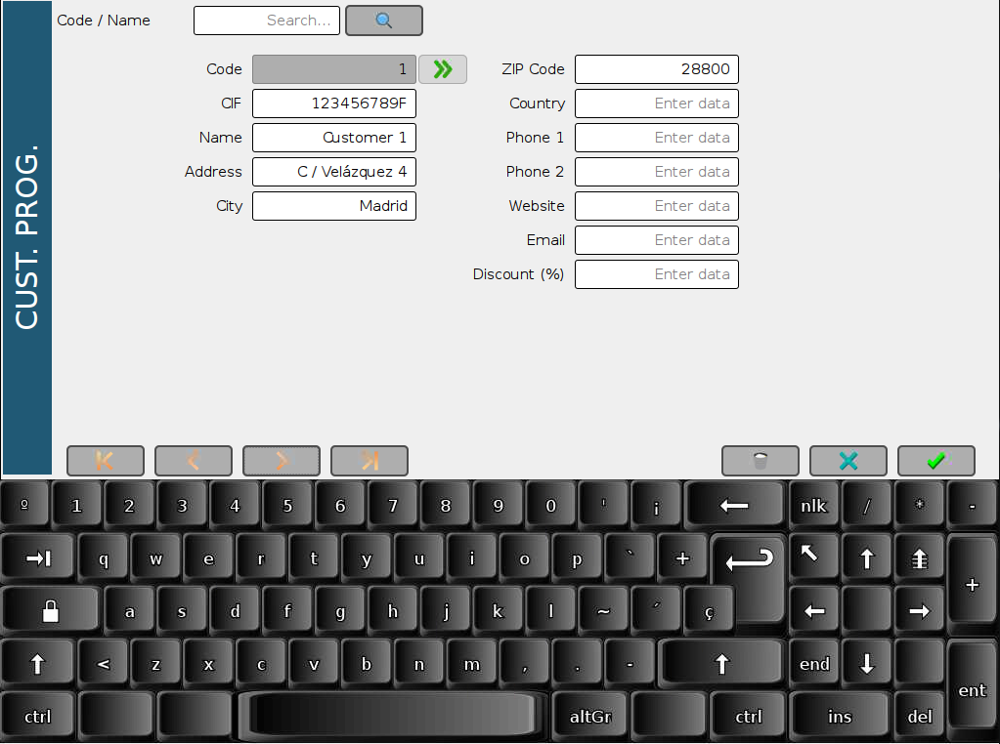 CUST. PROG.
Code / Name Search...
Code 1
CIF 123456789F
Name Customer 1
Address C / Velázquez 4
City Madrid
ZIP Code 28800
Country Enter data
Phone 1 Enter data
Phone 2 Enter data
Website Enter data
Email Enter data
Discount (%) Enter data
º 1 2 3 4 5 6 7 8 9 0 ' ¡ nlk / * -
q w e r t y u i o p ` +
a s d f g h j k l ~ ´ ç +
< z x c v b n m , . - end
ctrl altGr ctrl ins del ent